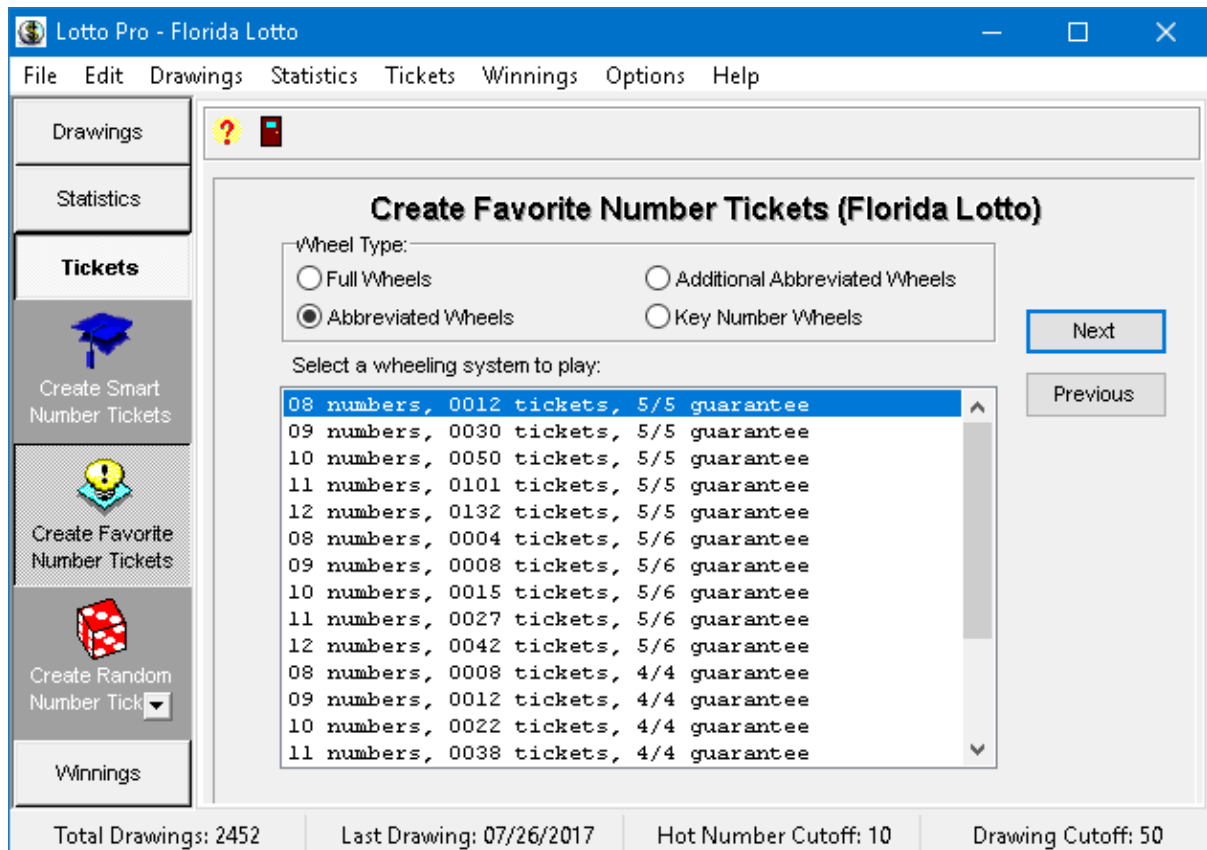 Lotto Pro - Florida Lotto
File Edit Drawings Statistics Tickets Winnings Options Help
Drawings
Statistics
Tickets
Create Smart
Number Tickets
Create Favorite
Number Tickets
Create Random
Number Tick
Winnings
Create Favorite Number Tickets (Florida Lotto)
Wheel Type:
Full Wheels
Additional Abbreviated Wheels
Abbreviated Wheels
Key Number Wheels
Select a wheeling system to play:
08 numbers, 0012 tickets, 5/5 guarantee
09 numbers, 0030 tickets, 5/5 guarantee
10 numbers, 0050 tickets, 5/5 guarantee
11 numbers, 0101 tickets, 5/5 guarantee
12 numbers, 0132 tickets, 5/5 guarantee
08 numbers, 0004 tickets, 5/6 guarantee
09 numbers, 0008 tickets, 5/6 guarantee
10 numbers, 0015 tickets, 5/6 guarantee
11 numbers, 0027 tickets, 5/6 guarantee
12 numbers, 0042 tickets, 5/6 guarantee
08 numbers, 0008 tickets, 4/4 guarantee
09 numbers, 0012 tickets, 4/4 guarantee
10 numbers, 0022 tickets, 4/4 guarantee
11 numbers, 0038 tickets, 4/4 guarantee
Next
Previous
Total Drawings: 2452 Last Drawing: 07/26/2017 Hot Number Cutoff: 10 Drawing Cutoff: 50